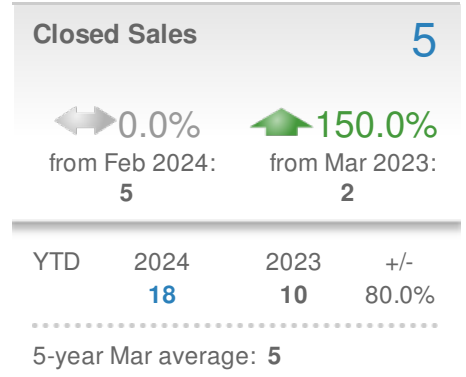 Closed Sales 5
0.0% 150.0%
from Feb 2024: from Mar 2023:
5 2
YTD 2024 2023 +/-
18 10 80.0%
5-year Mar average: 5